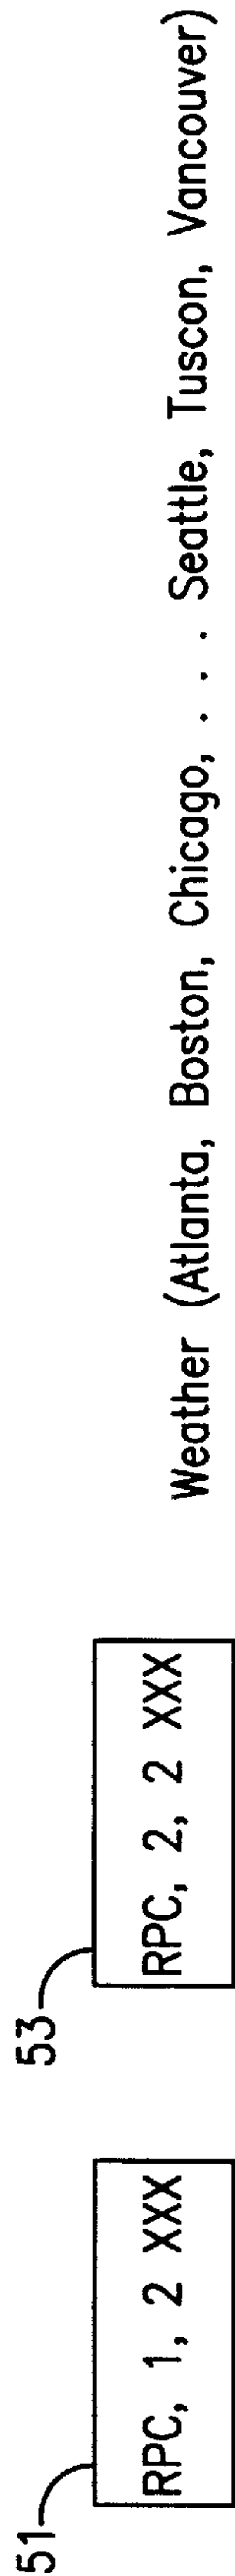 51
53
RPC, 1, 2 XXX
RPC, 2, 2 XXX
Weather (Atlanta, Boston, Chicago, . . . Seattle, Tuscon, Vancouver)